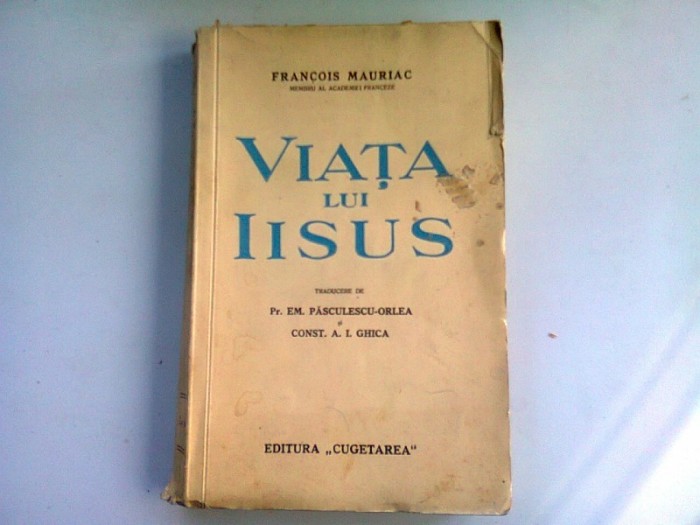 FRANÇOIS MAURIAC
MEMBRU AL ACADEMIEI FRANCEZE
VIAȚA
LUI
IISUS
TRADUCERE DE
Pr. EM. PĂSCULESCU-ORLEA
și
CONST. A. I. GHICA
EDITURA „CUGETAREA"